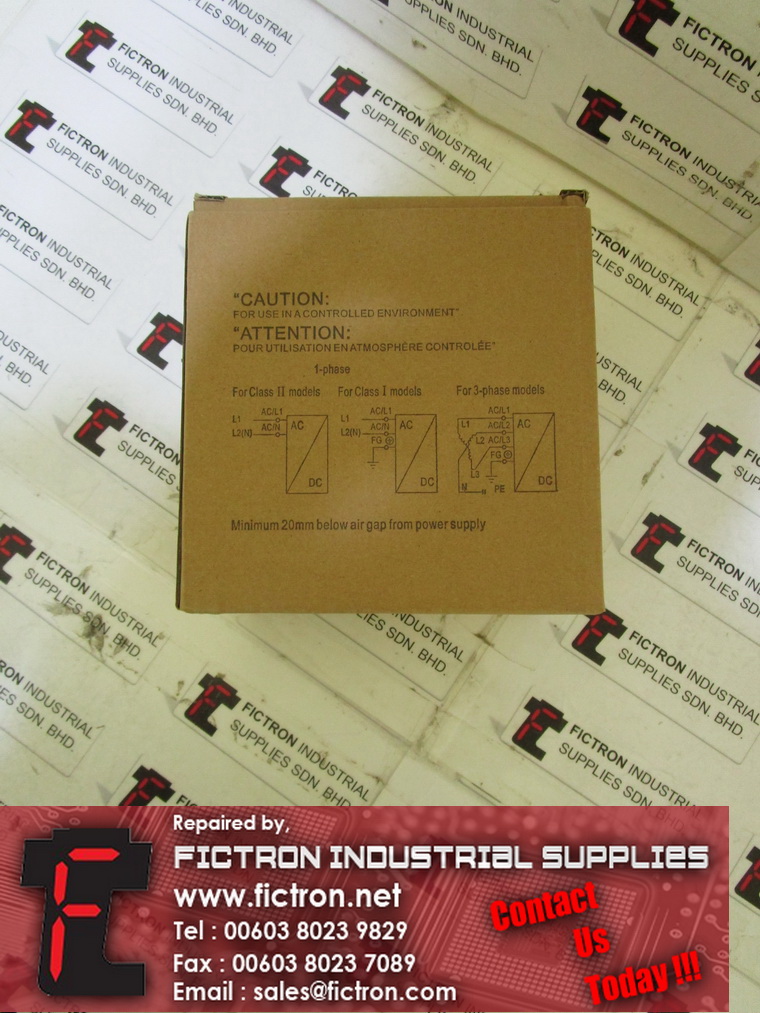 FICTRON INDUSTRIAL
SUPPLIES SDN. BHD.
"CAUTION:
FOR USE IN A CONTROLLED ENVIRONMENT"
"ATTENTION:
POUR UTILISATION EN ATMOSPHÈRE CONTROLÉE"
1-phase
For Class II models For Class I models For 3-phase models
L1 AC/L1 AC L1 AC/L1 AC L1 AC/L1 AC
L2(N) AC/N L2(N) AC/N L2 AC/L2
FG AC/L3
L3 FG
DC DC M PE DC
Minimum 20mm below air gap from power supply
Repaired by,
FICTRON INDUSTRIAL SUPPLIES
www.fictron.net
Tel : 00603 8023 9829
Fax : 00603 8023 7089
Email : sales@fictron.com
Contact
Us
Today !!!